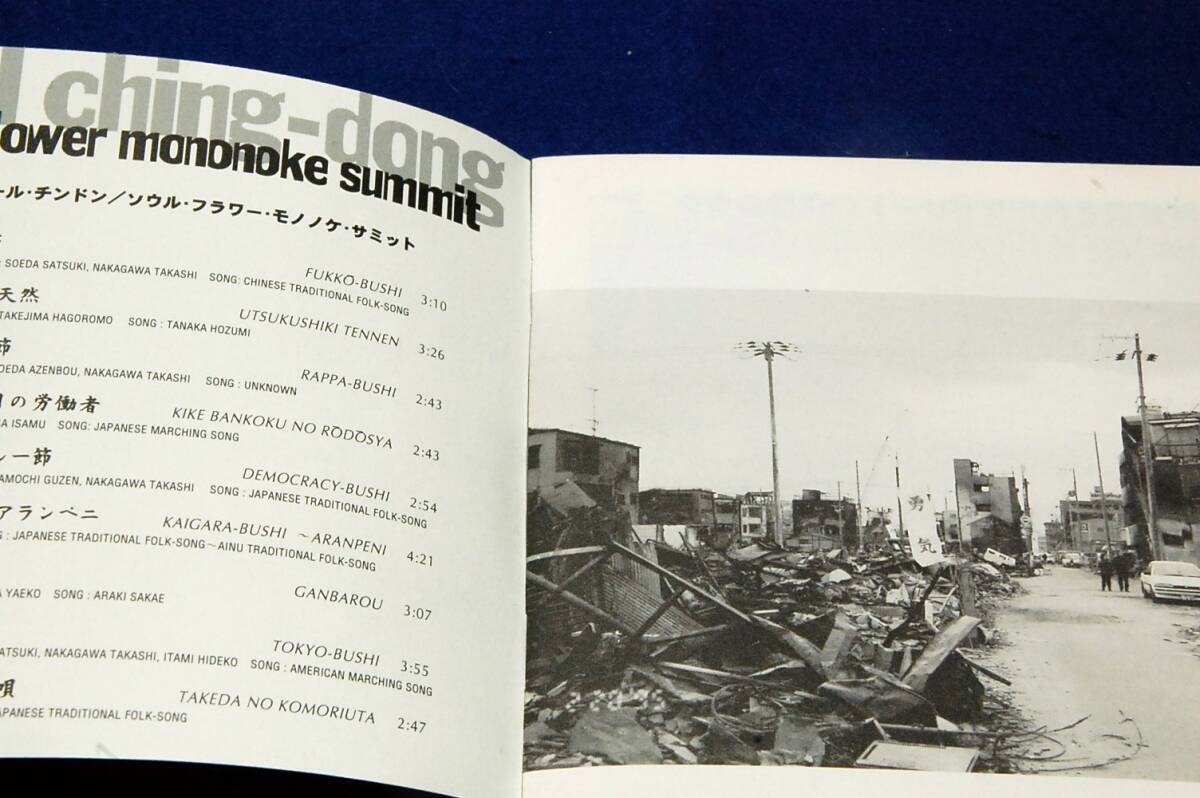 ching-dong
lower mononoke summit
ール・チンドン/ソウル・フラワー・モノノケ・サミット
FUKKŌ-BUSHI 3:10
: SOEDA SATSUKI, NAKAGAWA TAKASHI SONG: CHINESE TRADITIONAL FOLK-SONG
天然 UTSUKUSHIKI TENNEN 3:26
TAKEJIMA HAGOROMO SONG : TANAKA HOZUMI
節 RAPPA-BUSHI 2:43
OEDA AZENBOU, NAKAGAWA TAKASHI SONG : UNKNOWN
の労働者 KIKE BANKOKU NO RŌDŌSYA 2:43
A ISAMU SONG: JAPANESE MARCHING SONG
シー節 DEMOCRACY-BUSHI 2:54
AMOCHI GUZEN, NAKAGAWA TAKASHI SONG : JAPANESE TRADITIONAL FOLK-SONG
アランペニ KAIGARA-BUSHI ~ARANPENI 4:21
G : JAPANESE TRADITIONAL FOLK-SONG~AINU TRADITIONAL FOLK-SONG
GANBAROU 3:07
A YAEKO SONG : ARAKI SAKAE
TOKYO-BUSHI 3:55
ATSUKI, NAKAGAWA TAKASHI, ITAMI HIDEKO SONG : AMERICAN MARCHING SONG
唄 TAKEDA NO KOMORIUTA 2:47
APANESE TRADITIONAL FOLK-SONG
勇気